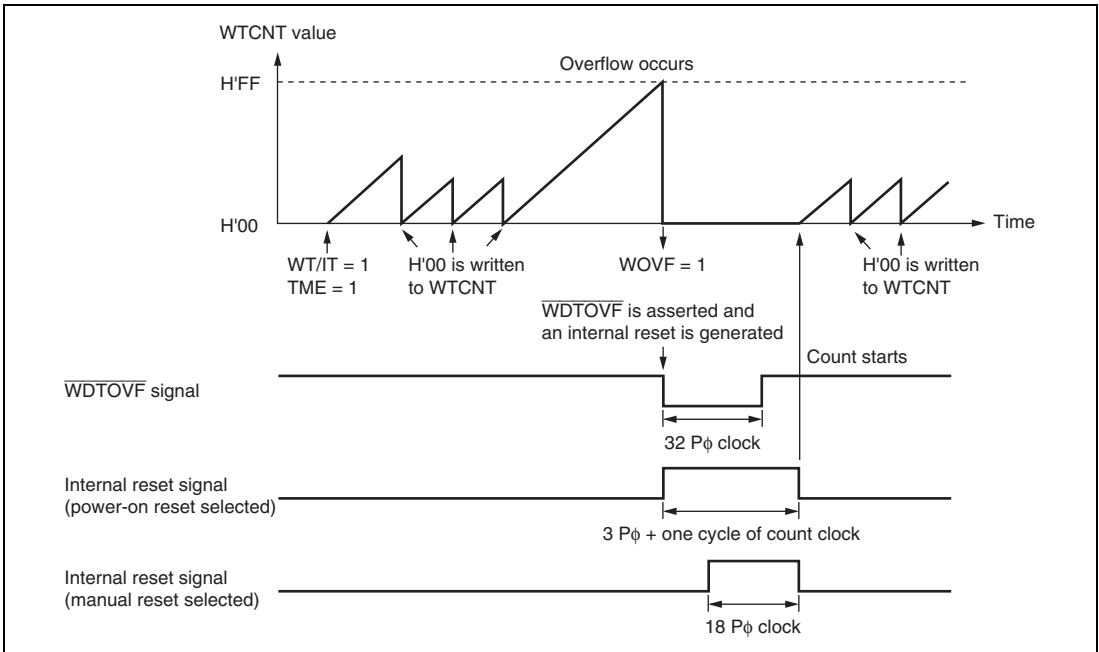 WTCNT value
Overflow occurs
H'FF
H'00
Time
WT/IT = 1
TME = 1
H'00 is written
to WTCNT
WOVF = 1
H'00 is written
to WTCNT
WDTOVF is asserted and
an internal reset is generated
Count starts
WDTOVF signal
32 Pϕ clock
Internal reset signal
(power-on reset selected)
3 Pϕ + one cycle of count clock
Internal reset signal
(manual reset selected)
18 Pϕ clock